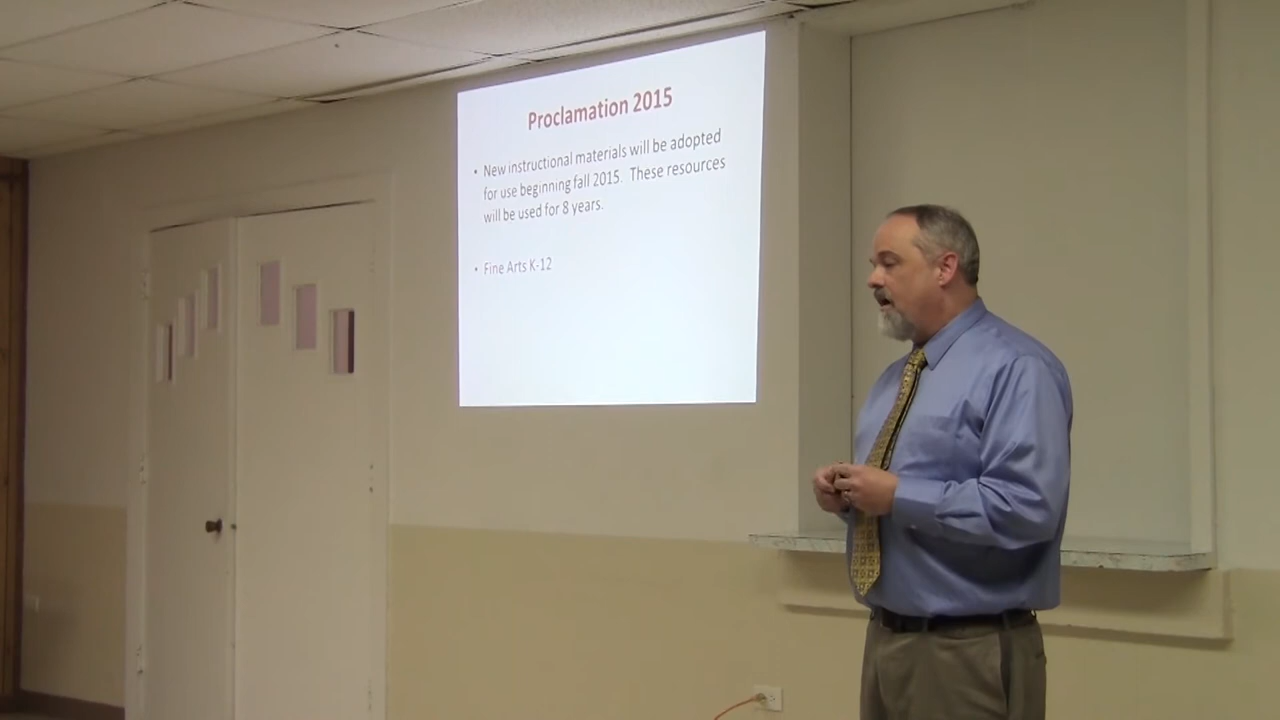 Proclamation 2015
• New instructional materials will be adopted
for use beginning fall 2015. These resources
will be used for 8 years.
• Fine Arts K-12